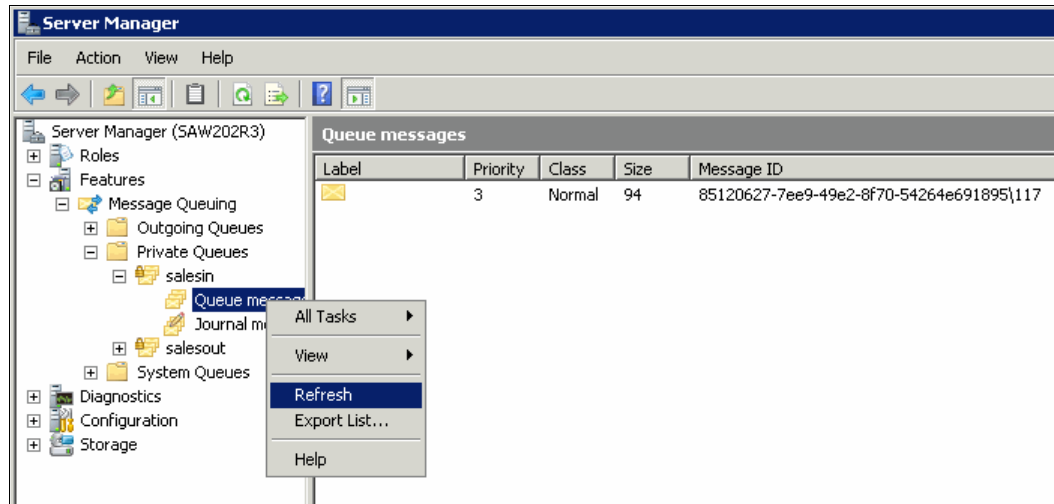 Server Manager
File Action View Help
Server Manager (SAW202R3)
Roles
Features
Message Queuing
Outgoing Queues
Private Queues
salesin
Queue message
Journal m
salesout
System Queues
Diagnostics
Configuration
Storage
Queue messages
Label Priority Class Size Message ID
3 Normal 94 85120627-7ee9-49e2-8f70-54264e691895\117
All Tasks
View
Refresh
Export List...
Help